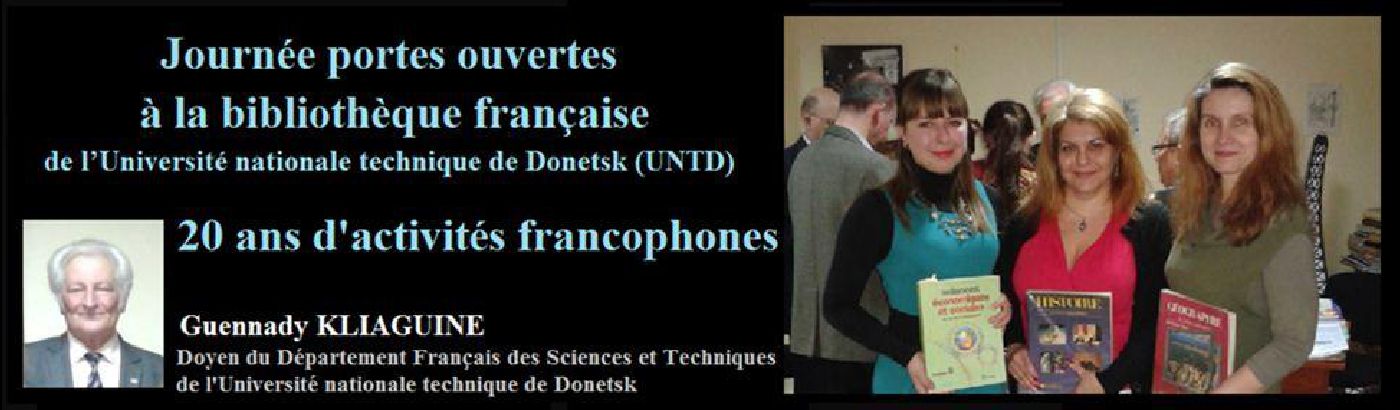 Journée portes ouvertes
à la bibliothèque française
de l’Université nationale technique de Donetsk (UNTD)
20 ans d'activités francophones
Guennady KLIAGUINE
Doyen du Département Français des Sciences et Techniques
de l'Université nationale technique de Donetsk
sciences
économiques
et sociales
HISTOIRE
GÉOGRAPHIE